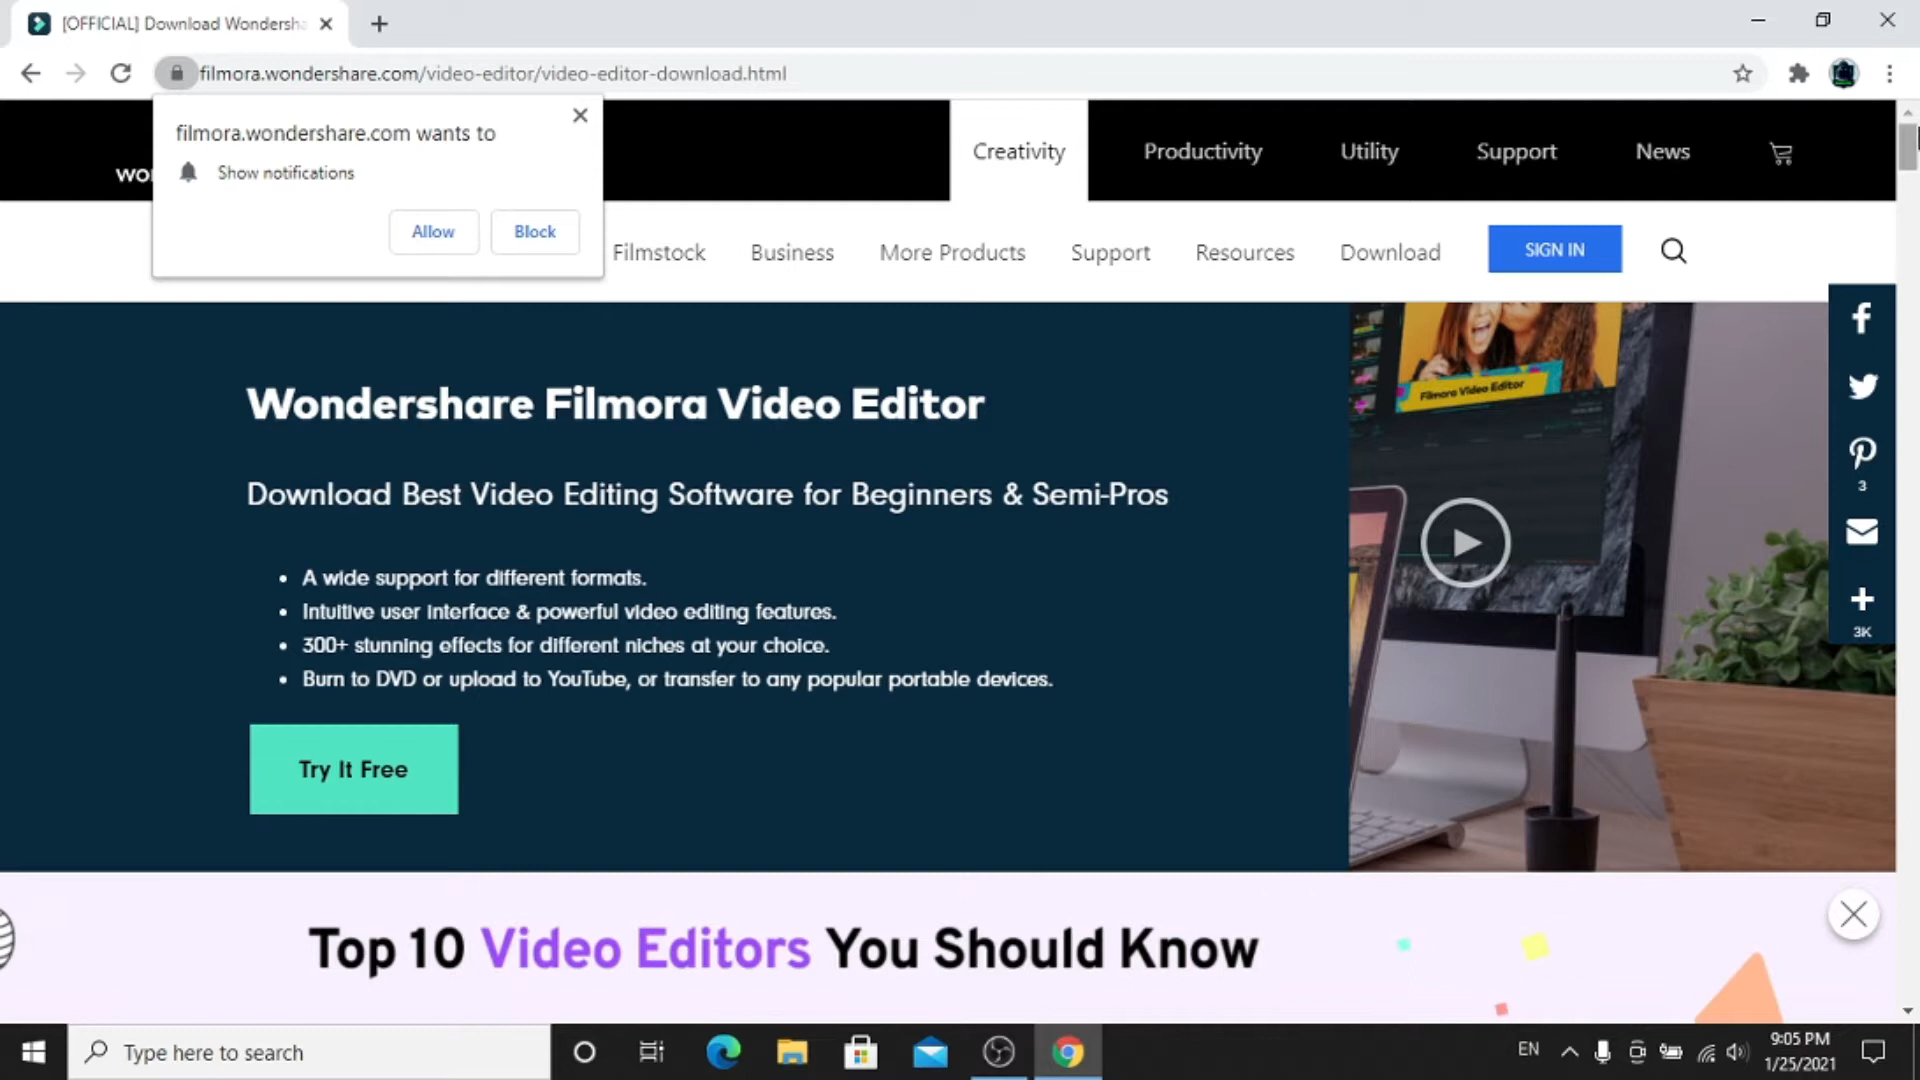 [OFFICIAL] Download Wondersha
filmora.wondershare.com/video-editor/video-editor-download.html
filmora.wondershare.com wants to
Show notifications
Allow
Block
Creativity
Productivity
Utility
Support
News
wo
Filmstock
Business
More Products
Support
Resources
Download
SIGN IN
Filmora Video Editor
Wondershare Filmora Video Editor
Download Best Video Editing Software for Beginners & Semi-Pros
• A wide support for different formats.
• Intuitive user interface & powerful video editing features.
• 300+ stunning effects for different niches at your choice.
• Burn to DVD or upload to YouTube, or transfer to any popular portable devices.
Try It Free
3
3K
Top 10 Video Editors You Should Know
Type here to search
EN
9:05 PM
1/25/2021